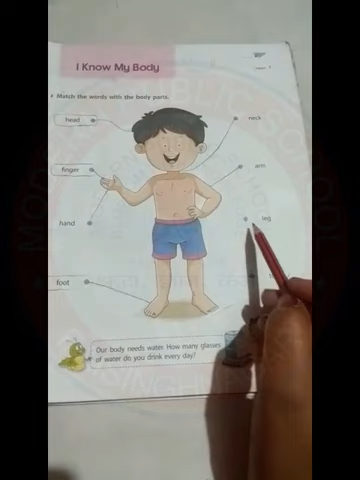 I Know My Body
Match the words with the body parts.
head
neck
finger
arm
hand
leg
foot
Our body needs water. How many glasses
of water do you drink every day?